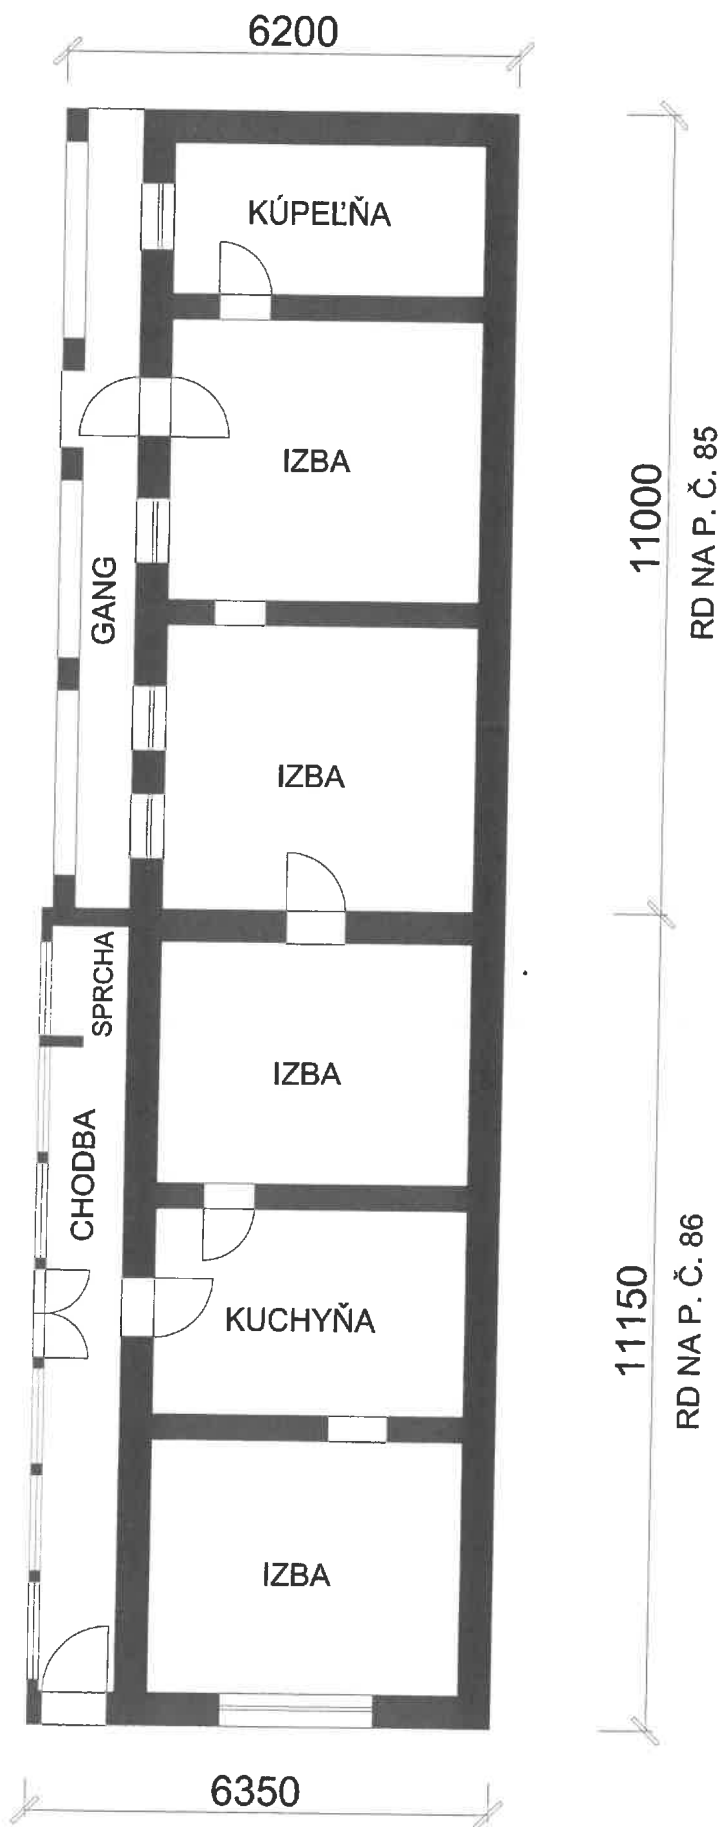 6200
KÚPEĽŇA
IZBA
11000
RD NA P. Č. 85
GANG
IZBA
SPRCHA
IZBA
CHODBA
KUCHYŇA
11150
RD NA P. Č. 86
IZBA
6350